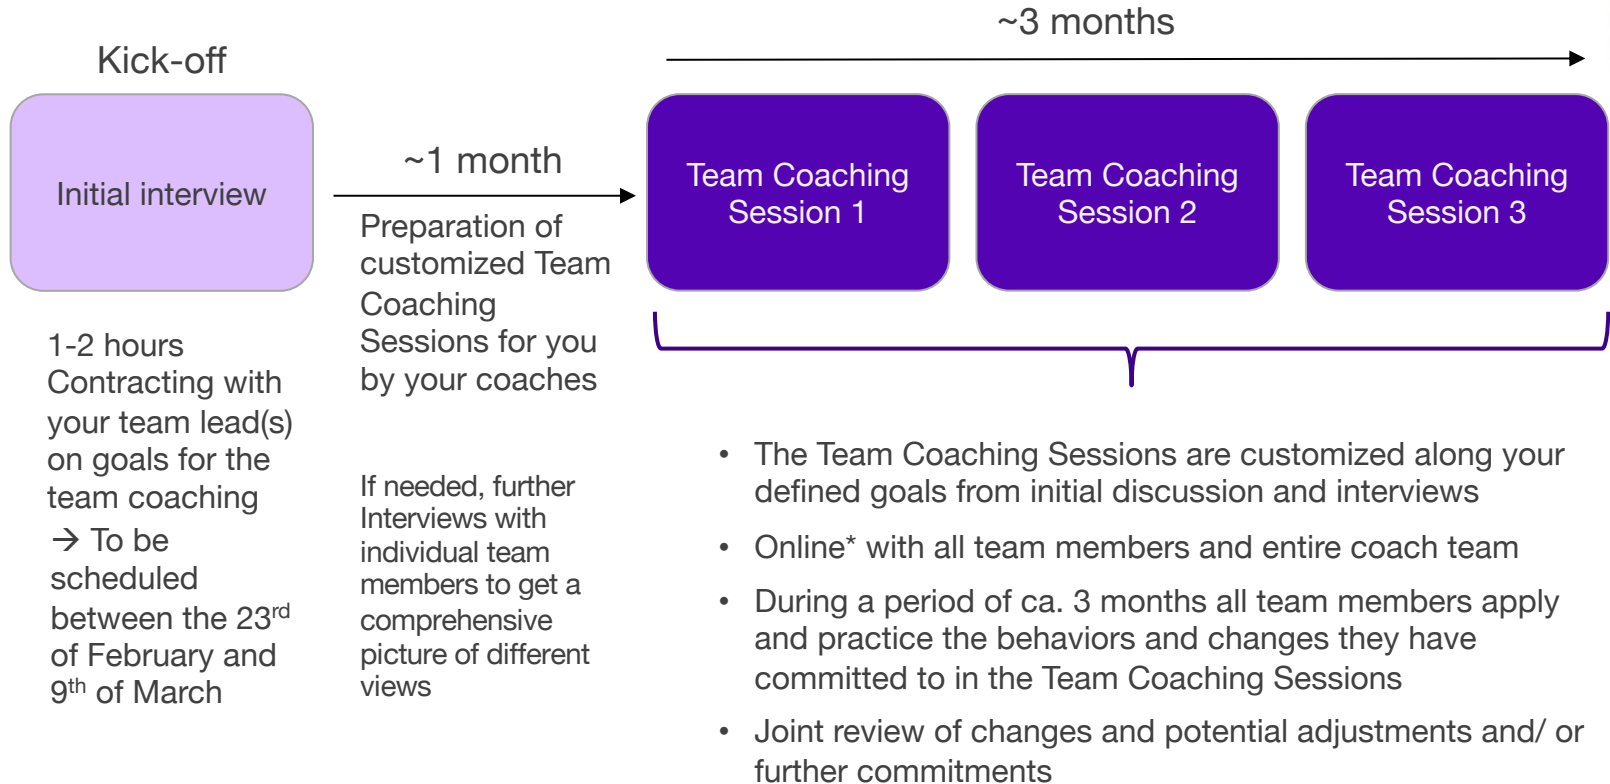 Kick-off
Initial interview
1-2 hours
Contracting with
your team lead(s)
on goals for the
team coaching
→ To be
scheduled
between the 23rd
of February and
9th of March
~1 month
Preparation of
customized Team
Coaching
Sessions for you
by your coaches
If needed, further
Interviews with
individual team
members to get a
comprehensive
picture of different
views
~3 months
Team Coaching
Session 1
Team Coaching
Session 2
Team Coaching
Session 3
• The Team Coaching Sessions are customized along your
defined goals from initial discussion and interviews
• Online* with all team members and entire coach team
• During a period of ca. 3 months all team members apply
and practice the behaviors and changes they have
committed to in the Team Coaching Sessions
• Joint review of changes and potential adjustments and/ or
further commitments